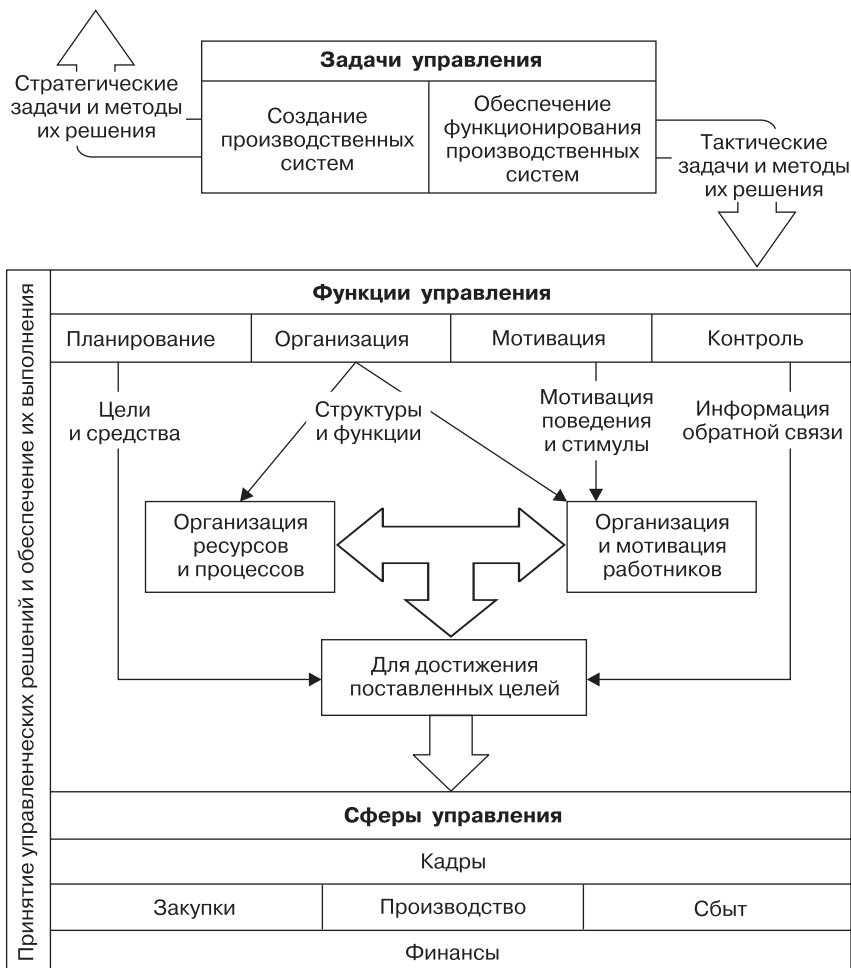 Задачи управления
Стратегические
задачи и методы
их решения
Создание
производственных
систем
Обеспечение
функционирования
производственных
систем
Тактические
задачи и методы
их решения
Принятие управленческих решений и обеспечение их выполнения
Функции управления
Планирование
Организация
Мотивация
Контроль
Цели
и средства
Структуры
и функции
Мотивация
поведения
и стимулы
Информация
обратной связи
Организация
ресурсов
и процессов
Организация
и мотивация
работников
Для достижения
поставленных целей
Сферы управления
Кадры
Закупки
Производство
Сбыт
Финансы